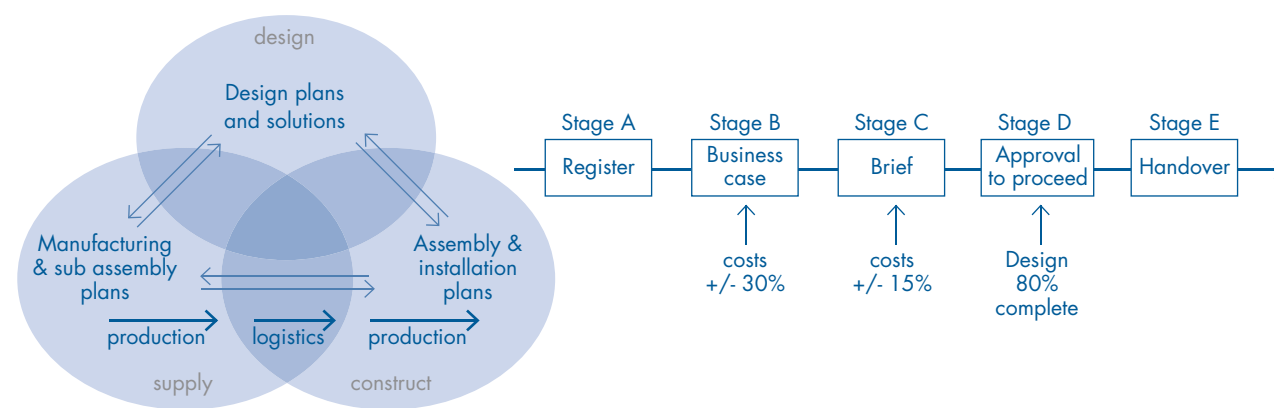 design
Design plans
and solutions
Manufacturing
& sub assembly
plans
Assembly &
installation
plans
production
logistics
production
supply
construct
Stage A
Register
Stage B
Business
case
Stage C
Brief
Stage D
Approval
to proceed
Stage E
Handover
costs
+/- 30%
costs
+/- 15%
Design
80%
complete